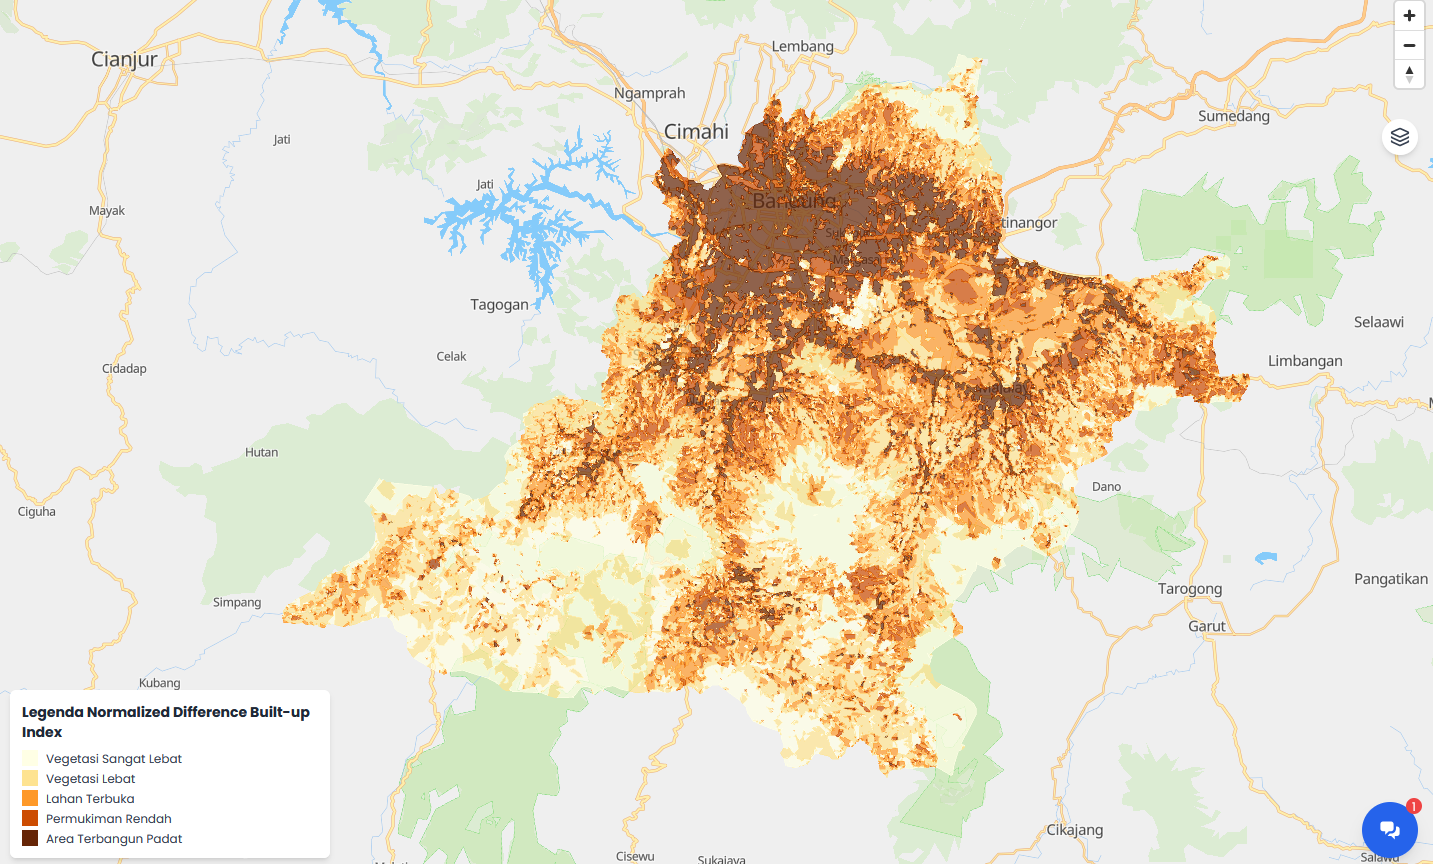 Lembang
Cianjur
Ngamprah
Sumedang
Cimahi
Jati
Jati
Mayak
Bandung
tinangor
Tagogan
Selaawi
Celak
Limbangan
Cidadap
Hutan
Dano
Ciguha
Pangatikan
Tarogong
Simpang
Garut
Kubang
Legenda Normalized Difference Built-up
Index
Vegetasi Sangat Lebat
Vegetasi Lebat
Lahan Terbuka
Permukiman Rendah
Area Terbangun Padat
1
Cikajang
Cisewu
Sukajaya